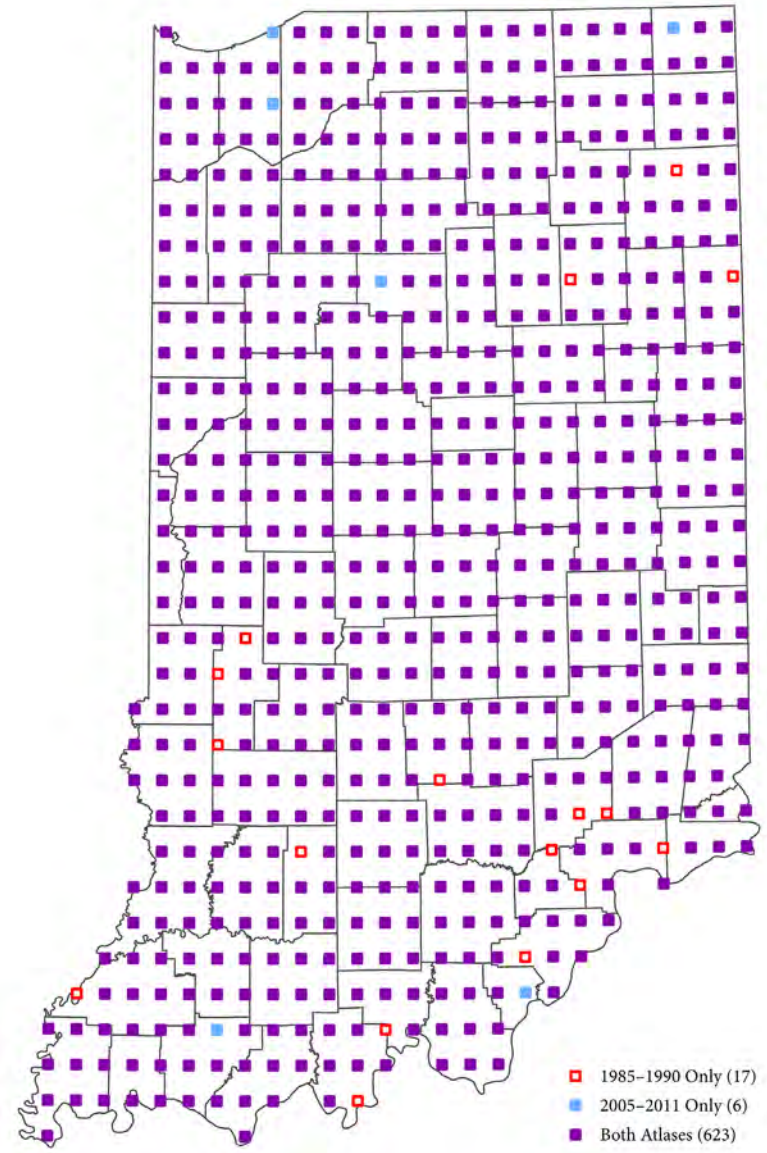 1985–1990 Only (17)
2005–2011 Only (6)
Both Atlases (623)